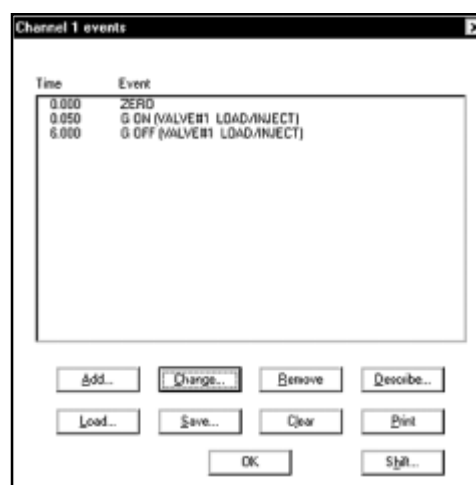 Channel 1 events
Time Event
0.000 ZERO
0.050 G ON (VALVE#1 LOAD/INJECT)
6.000 G OFF (VALVE#1 LOAD/INJECT)
Add... Change... Remove Describe...
Load... Save... Clear Print
OK Shift...